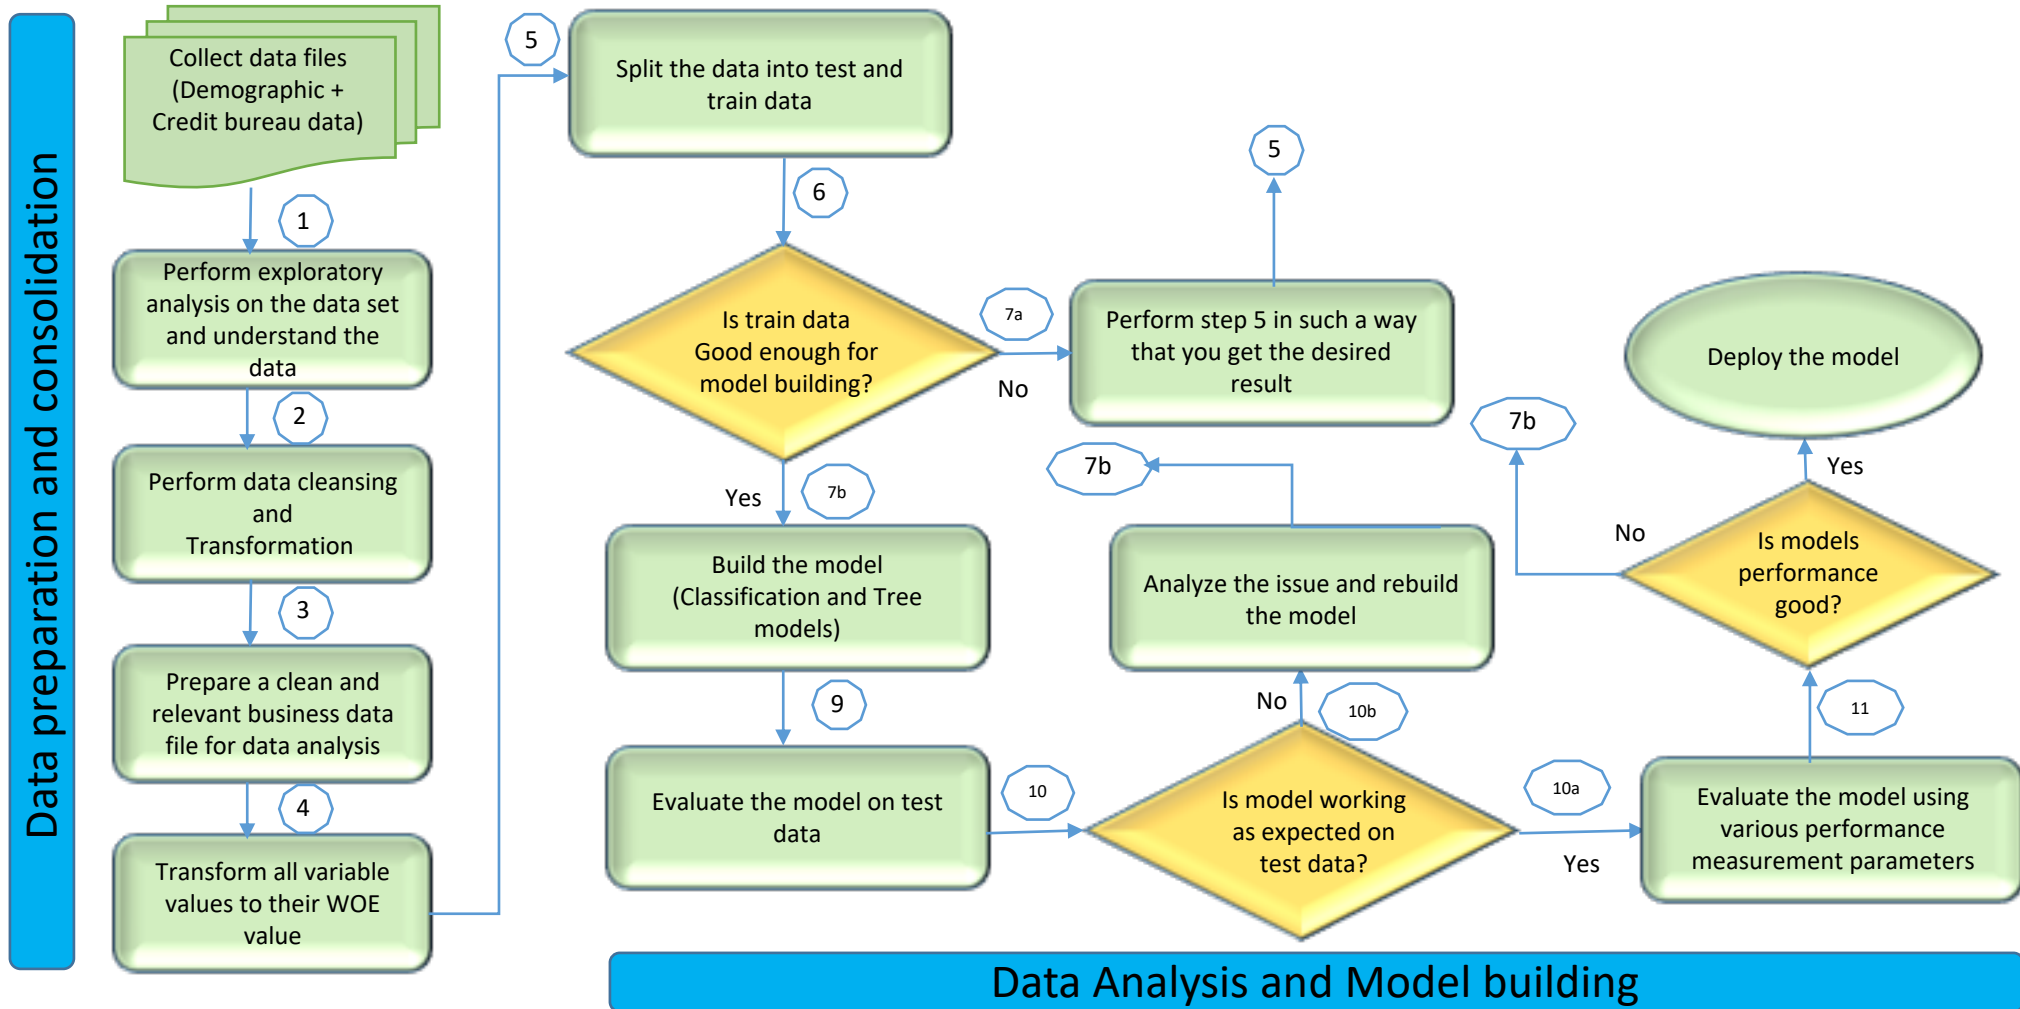 Data preparation and consolidation
Collect data files
(Demographic +
Credit bureau data)
1
Perform exploratory
analysis on the data set
and understand the
data
2
Perform data cleansing
and
Transformation
3
Prepare a clean and
relevant business data
file for data analysis
4
Transform all variable
values to their WOE
value
5
Split the data into test and
train data
6
Is train data
Good enough for
model building?
7a
No
Perform step 5 in such a way
that you get the desired
result
5
Yes
7b
Build the model
(Classification and Tree
models)
9
Evaluate the model on test
data
10
Is model working
as expected on
test data?
No
10b
Analyze the issue and rebuild
the model
7b
10a
Yes
Evaluate the model using
various performance
measurement parameters
11
Is models
performance
good?
No
7b
Yes
Deploy the model
Data Analysis and Model building